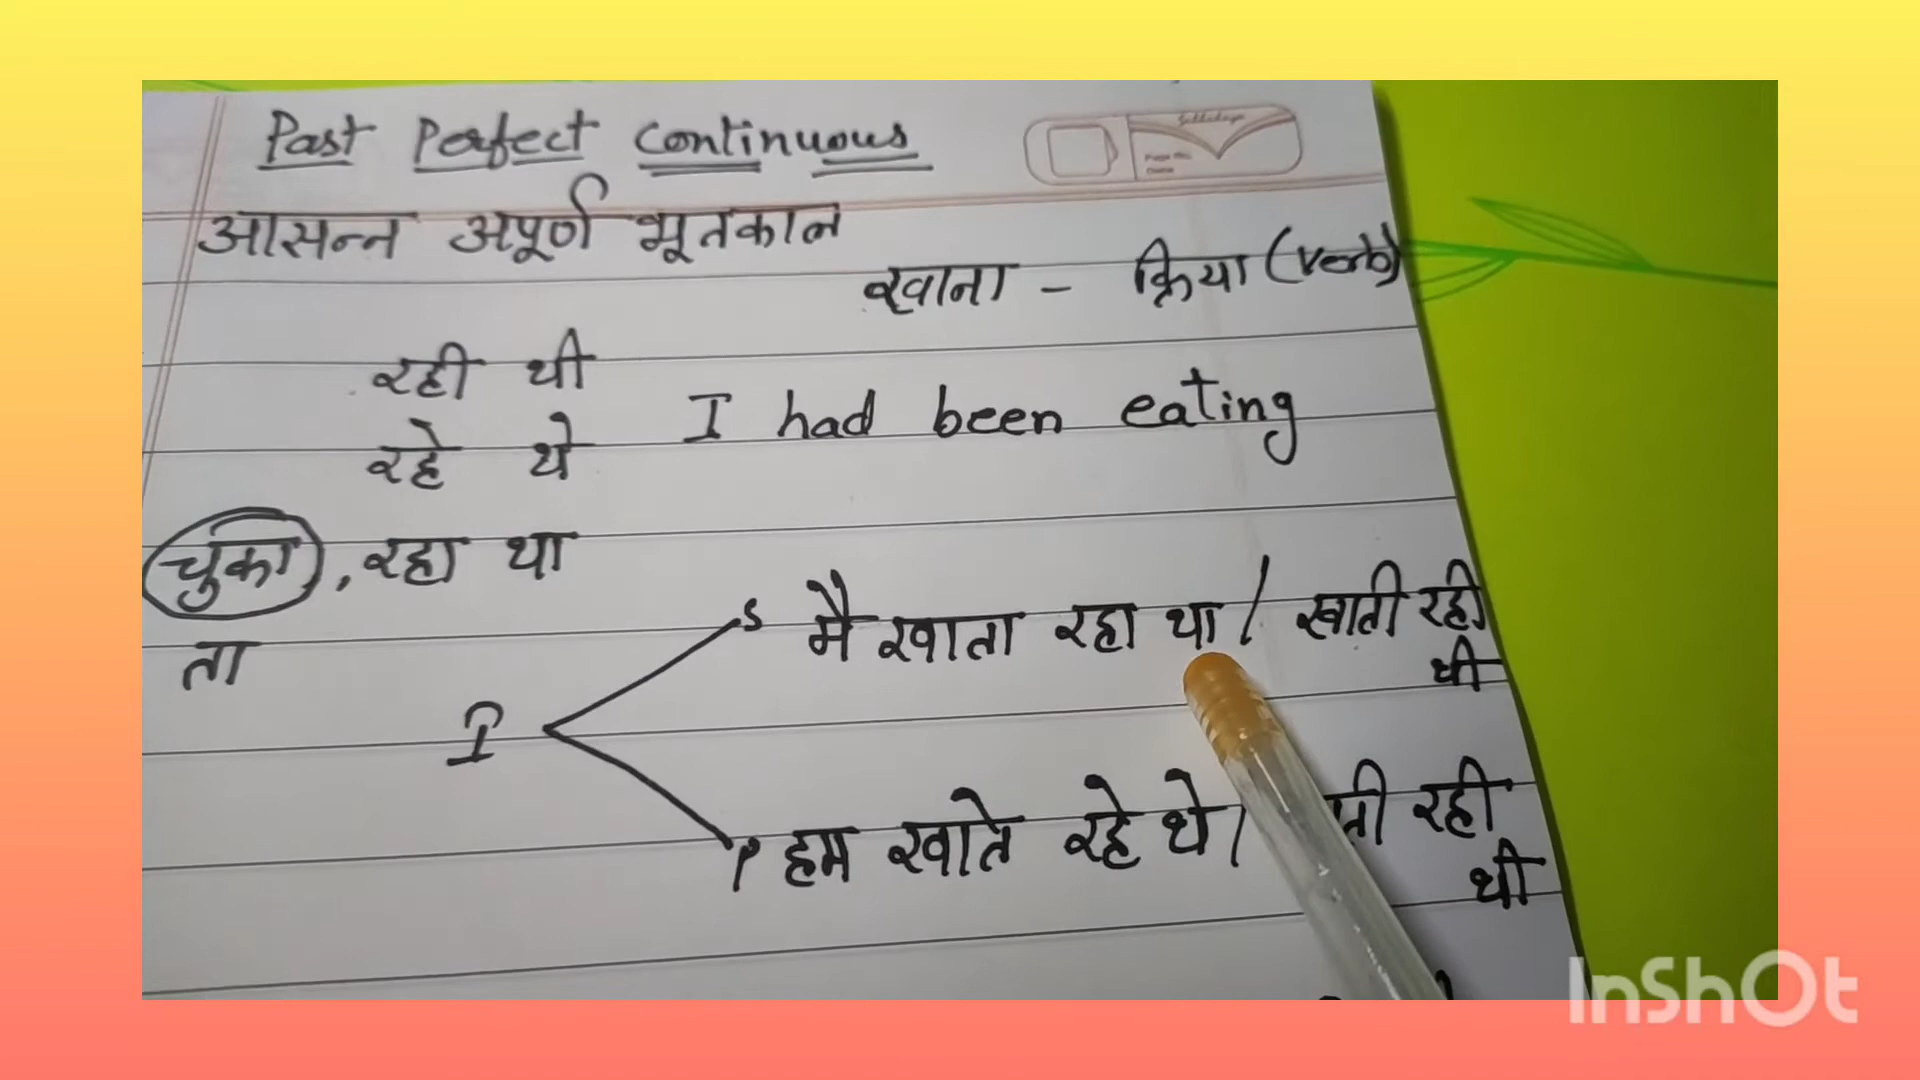 Past Perfect Continuous
आसन्न अपूर्ण भूतकाल
खाना - क्रिया (Verb)
रही थी
I had been eating
रहे थे
चुका, रहा था
ता
I
S मै खाता रहा था / खाती रही
थी
P हम खाते रहे थे / ती रही
थी
InShOt